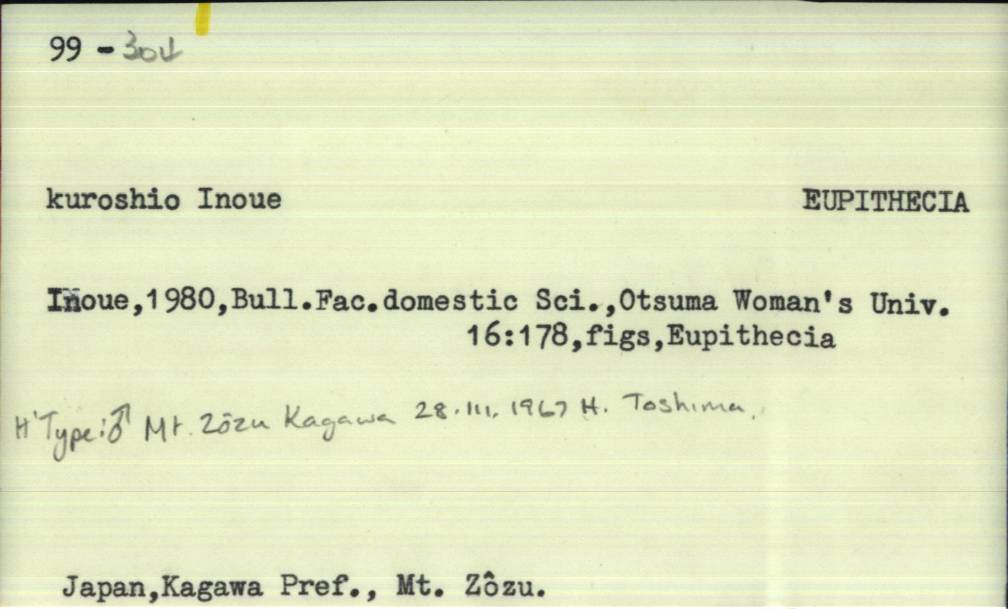 99 - 304
kuroshio Inoue EUPITHECIA
Inoue,1980,Bull.Fac.domestic Sci.,Otsuma Woman's Univ.
16:178,figs,Eupithecia
H'Type:♂ Mt. Zōzu Kagawa 28.III.1967 H. Toshima.
Japan,Kagawa Pref., Mt. Zôzu.